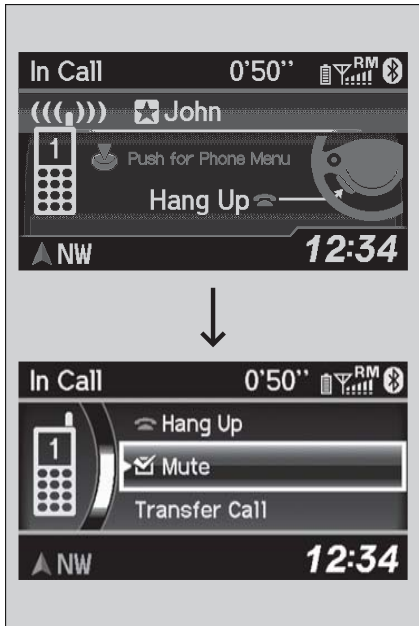 In Call 0'50'' RM
John
1
Push for Phone Menu
Hang Up
NW 12:34
In Call 0'50'' RM
Hang Up
1
Mute
Transfer Call
NW 12:34